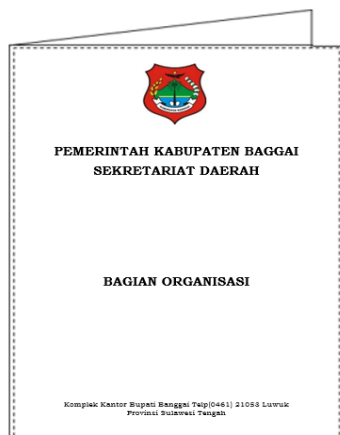 PEMERINTAH KABUPATEN BAGGAI
SEKRETARIAT DAERAH
BAGIAN ORGANISASI
Komplek Kantor Bupati Banggai Telp(0461) 21053 Luwuk
Provinsi Sulawesi Tengah